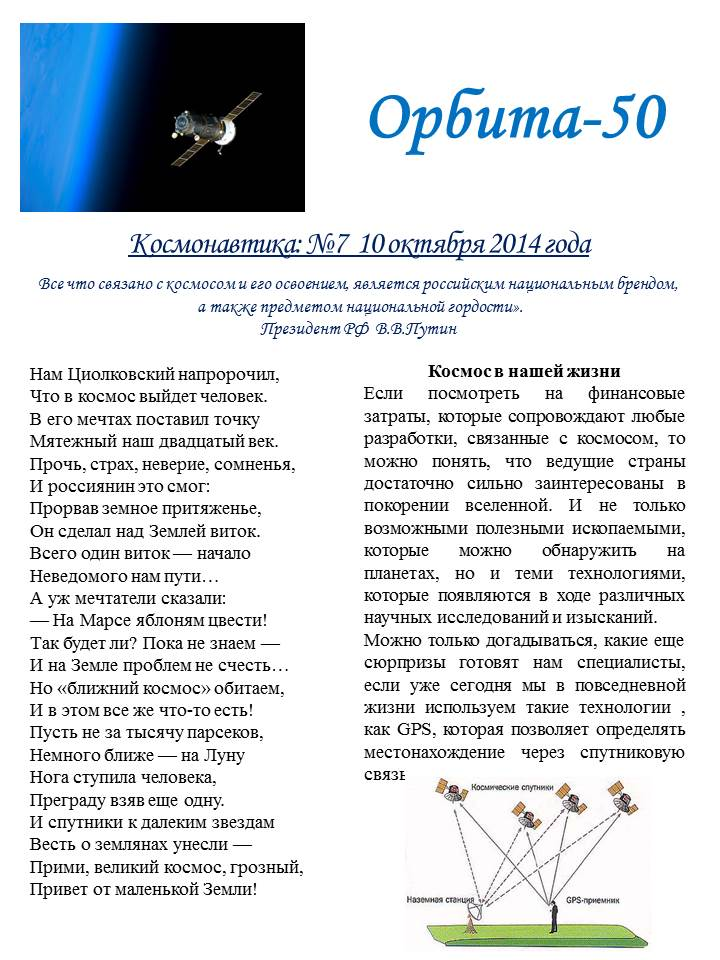 Орбита-50
Космонавтика: №7 10 октября 2014 года
Все что связано с космосом и его освоением, является российским национальным брендом,
а также предметом национальной гордости».
Президент РФ В.В.Путин
Нам Циолковский напророчил,
Что в космос выйдет человек.
В его мечтах поставил точку
Мятежный наш двадцатый век.
Прочь, страх, неверие, сомненья,
И россиянин это смог:
Прорвав земное притяженье,
Он сделал над Землей виток.
Всего один виток — начало
Неведомого нам пути…
А уж мечтатели сказали:
— На Марсе яблоням цвести!
Так будет ли? Пока не знаем —
И на Земле проблем не счесть…
Но «ближний космос» обитаем,
И в этом все же что-то есть!
Пусть не за тысячу парсеков,
Немного ближе — на Луну
Нога ступила человека,
Преграду взяв еще одну.
И спутники к далеким звездам
Весть о землянах унесли —
Прими, великий космос, грозный,
Привет от маленькой Земли!
Космос в нашей жизни
Если посмотреть на финансовые
затраты, которые сопровождают любые
разработки, связанные с космосом, то
можно понять, что ведущие страны
достаточно сильно заинтересованы в
покорении вселенной. И не только
возможными полезными ископаемыми,
которые можно обнаружить на
планетах, но и теми технологиями,
которые появляются в ходе различных
научных исследований и изысканий.
Можно только догадываться, какие еще
сюрпризы готовят нам специалисты,
если уже сегодня мы в повседневной
жизни используем такие технологии ,
как GPS, которая позволяет определять
местонахождение через спутниковую
связь
Космические спутники
Наземная станция
GPS-приемник